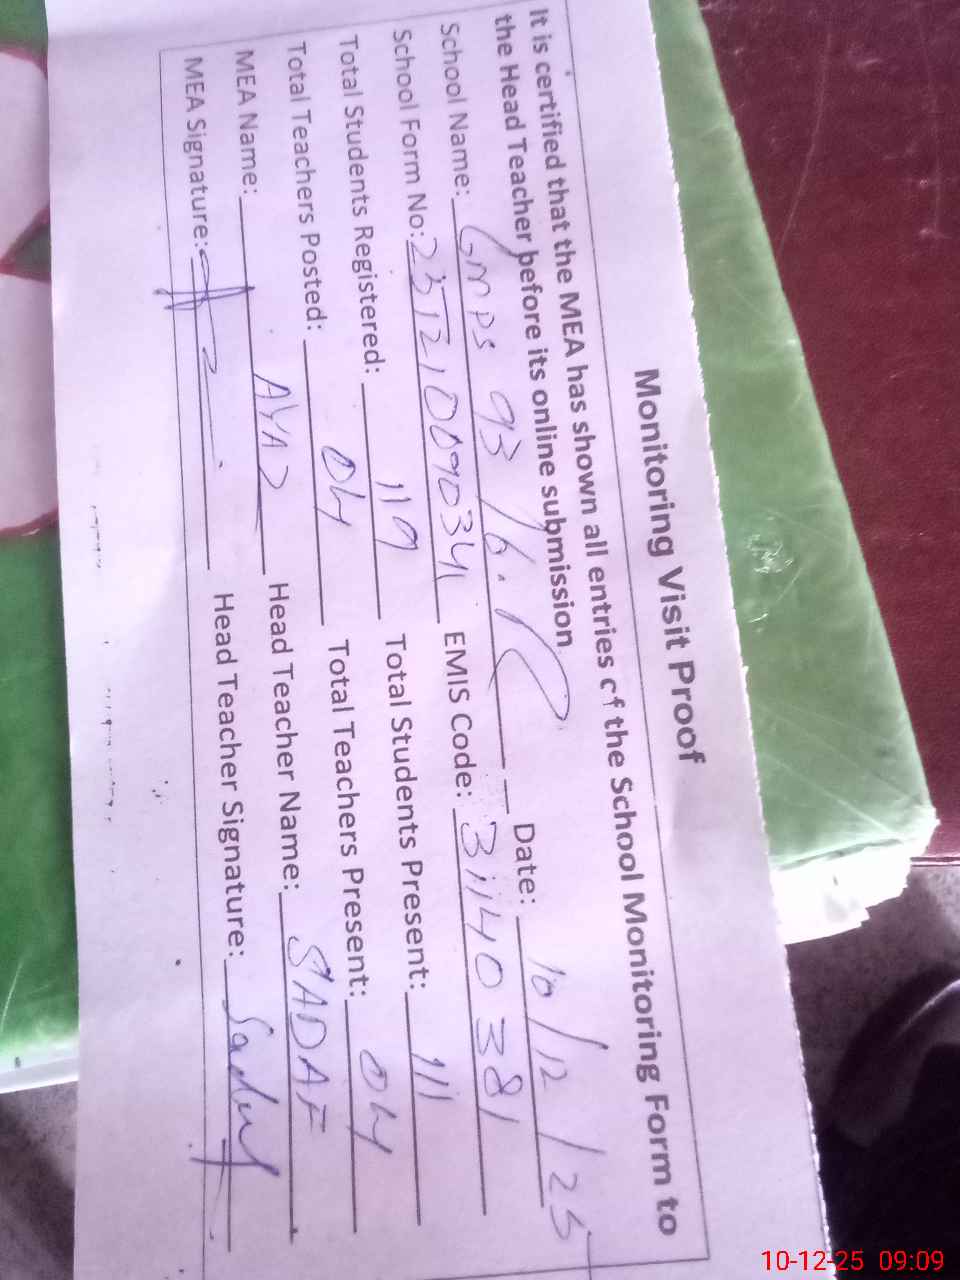 Monitoring Visit Proof
It is certified that the MEA has shown all entries of the School Monitoring Form to
the Head Teacher before its online submission
School Name: GMPS 93/6.R Date: 10/12/25
School Form No: EMIS Code: 31140381
Total Students Registered: 119 Total Students Present: 111
Total Teachers Posted: 04 Total Teachers Present: 04
MEA Name: AYAZ Head Teacher Name: SADAF
MEA Signature: Head Teacher Signature: Sadaf
10-12-25 09:09